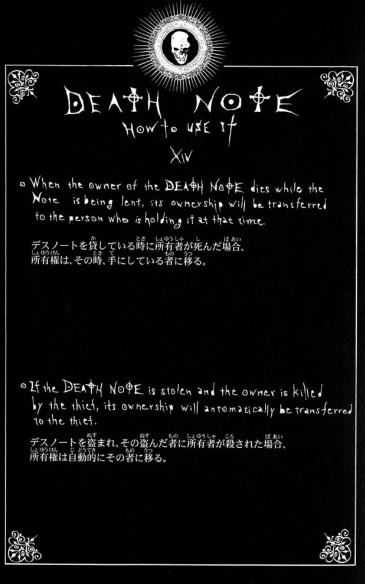 DEATH NOTE
HOW TO USE IT
XIV
When the owner of the DEATH NOTE dies while the
Note is being lent, its ownership will be transferred
to the person who is holding it at that time.
デスノートを貸している時に所有者が死んだ場合、
所有権は、その時、手にしている者に移る。
If the DEATH NOTE is stolen and the owner is killed
by the thief, its ownership will automatically be transferred
to the thief.
デスノートを盗まれ、その盗んだ者に所有者が殺された場合、
所有権は自動的にその者に移る。